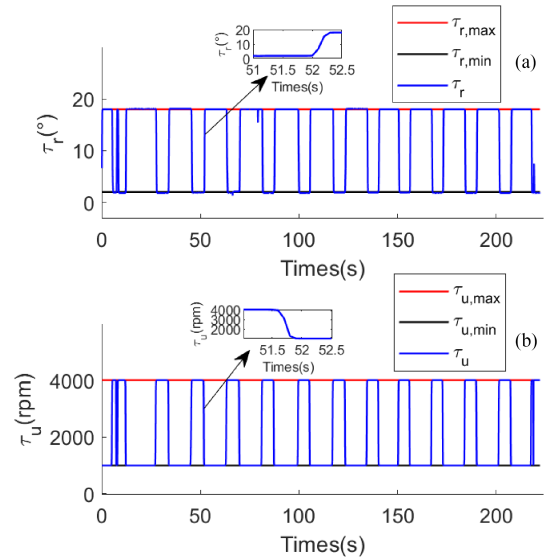 τr,max
τr,min
τr
(a)
τr(°)
20
10
0
51 51.5 52 52.5
Times(s)
20
10
0
τr(°)
0 50 100 150 200
Times(s)
τu,max
τu,min
τu
(b)
τu(rpm)
4000
3000
2000
1000
51.5 52 52.5
Times(s)
6000
4000
2000
0
τu(rpm)
0 50 100 150 200
Times(s)